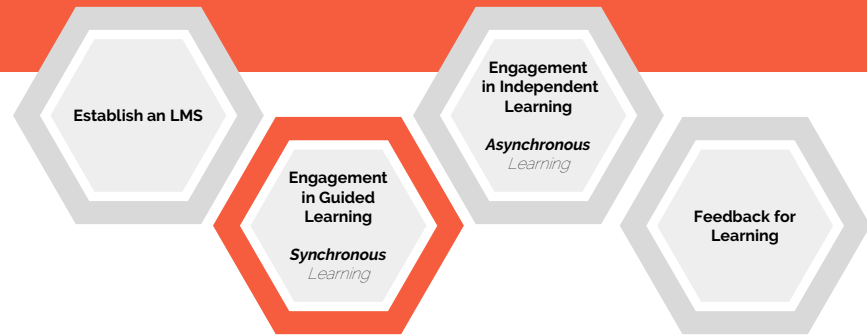 Establish an LMS
Engagement
in Guided
Learning
Synchronous
Learning
Engagement
in Independent
Learning
Asynchronous
Learning
Feedback for
Learning